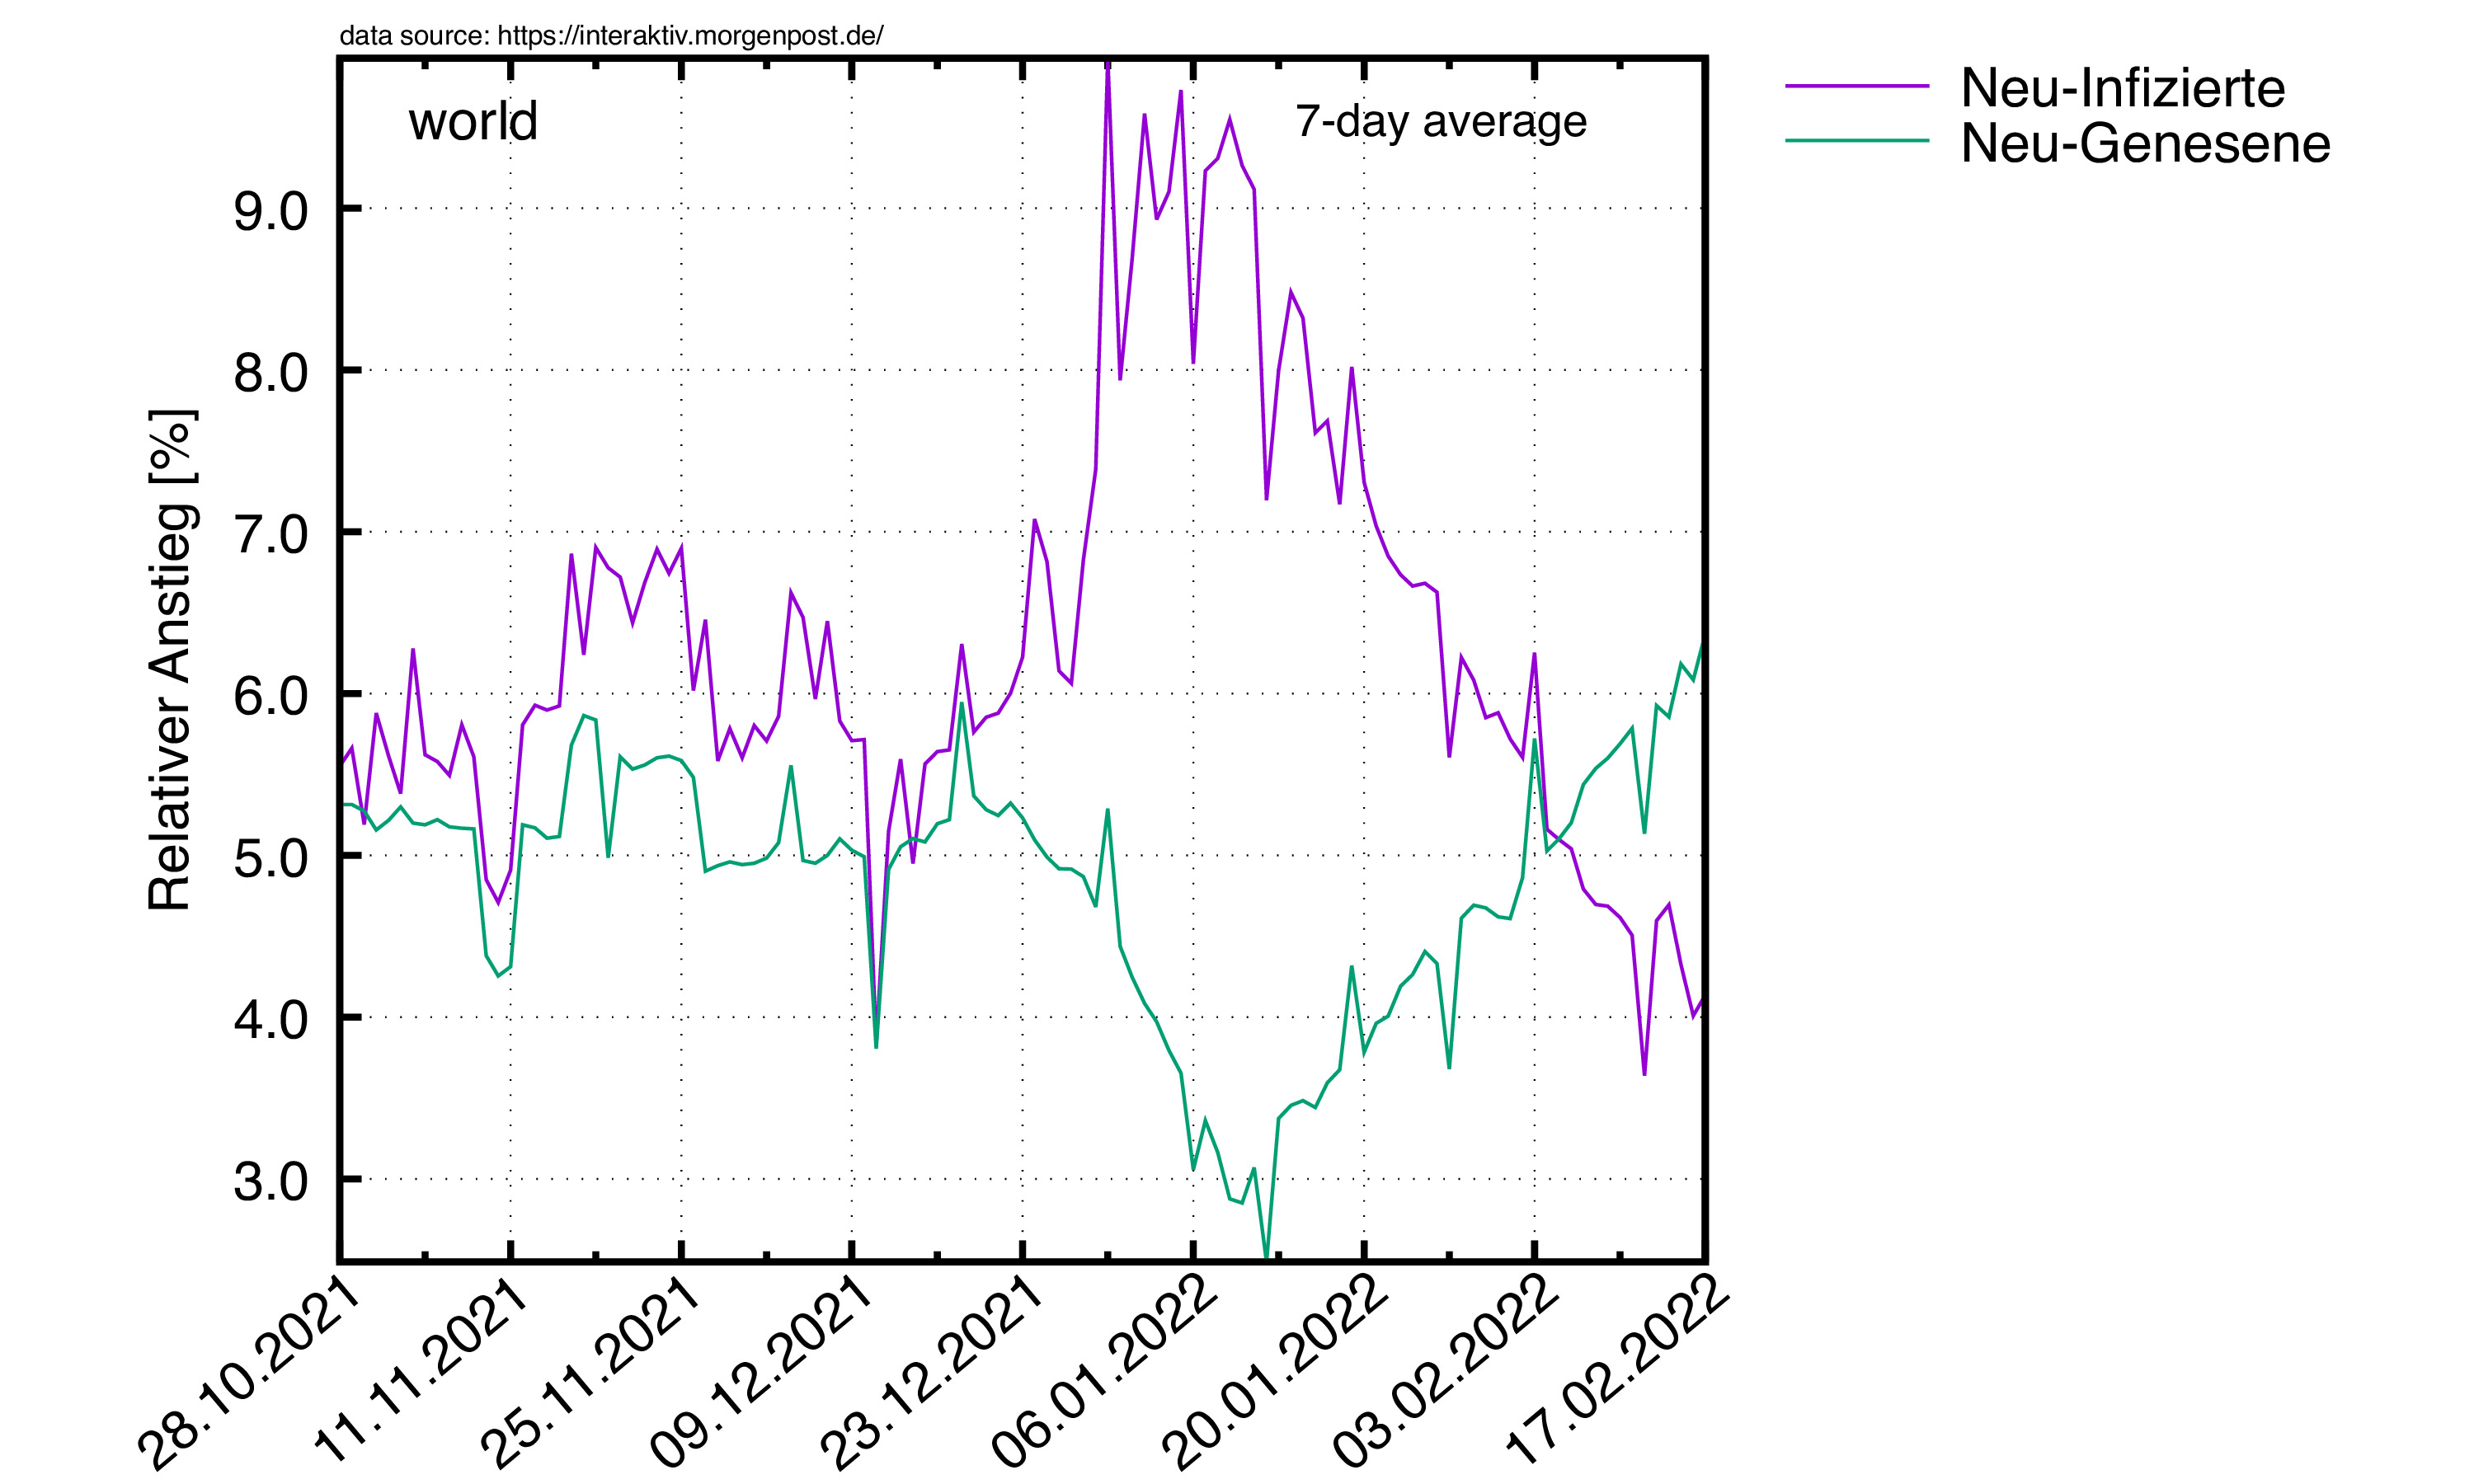 data source: https://interaktiv.morgenpost.de/
world
7-day average
Neu-Infizierte
Neu-Genesene
Relativer Anstieg [%]
9.0
8.0
7.0
6.0
5.0
4.0
3.0
28.10.2021
11.11.2021
25.11.2021
09.12.2021
23.12.2021
06.01.2022
20.01.2022
03.02.2022
17.02.2022